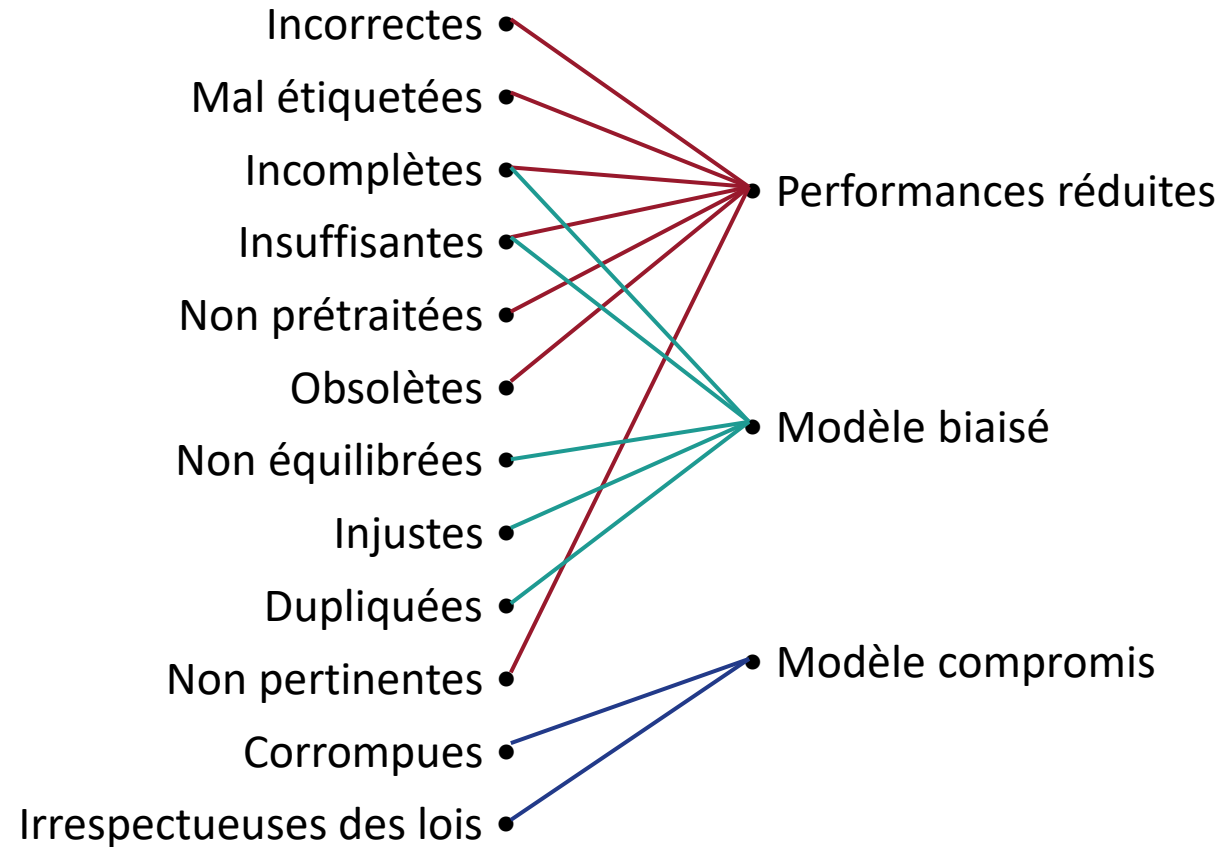 Incorrectes
Mal étiquetées
Incomplètes
Insuffisantes
Non prétraitées
Obsolètes
Non équilibrées
Injustes
Dupliquées
Non pertinentes
Corrompues
Irrespectueuses des lois
Performances réduites
Modèle biaisé
Modèle compromis